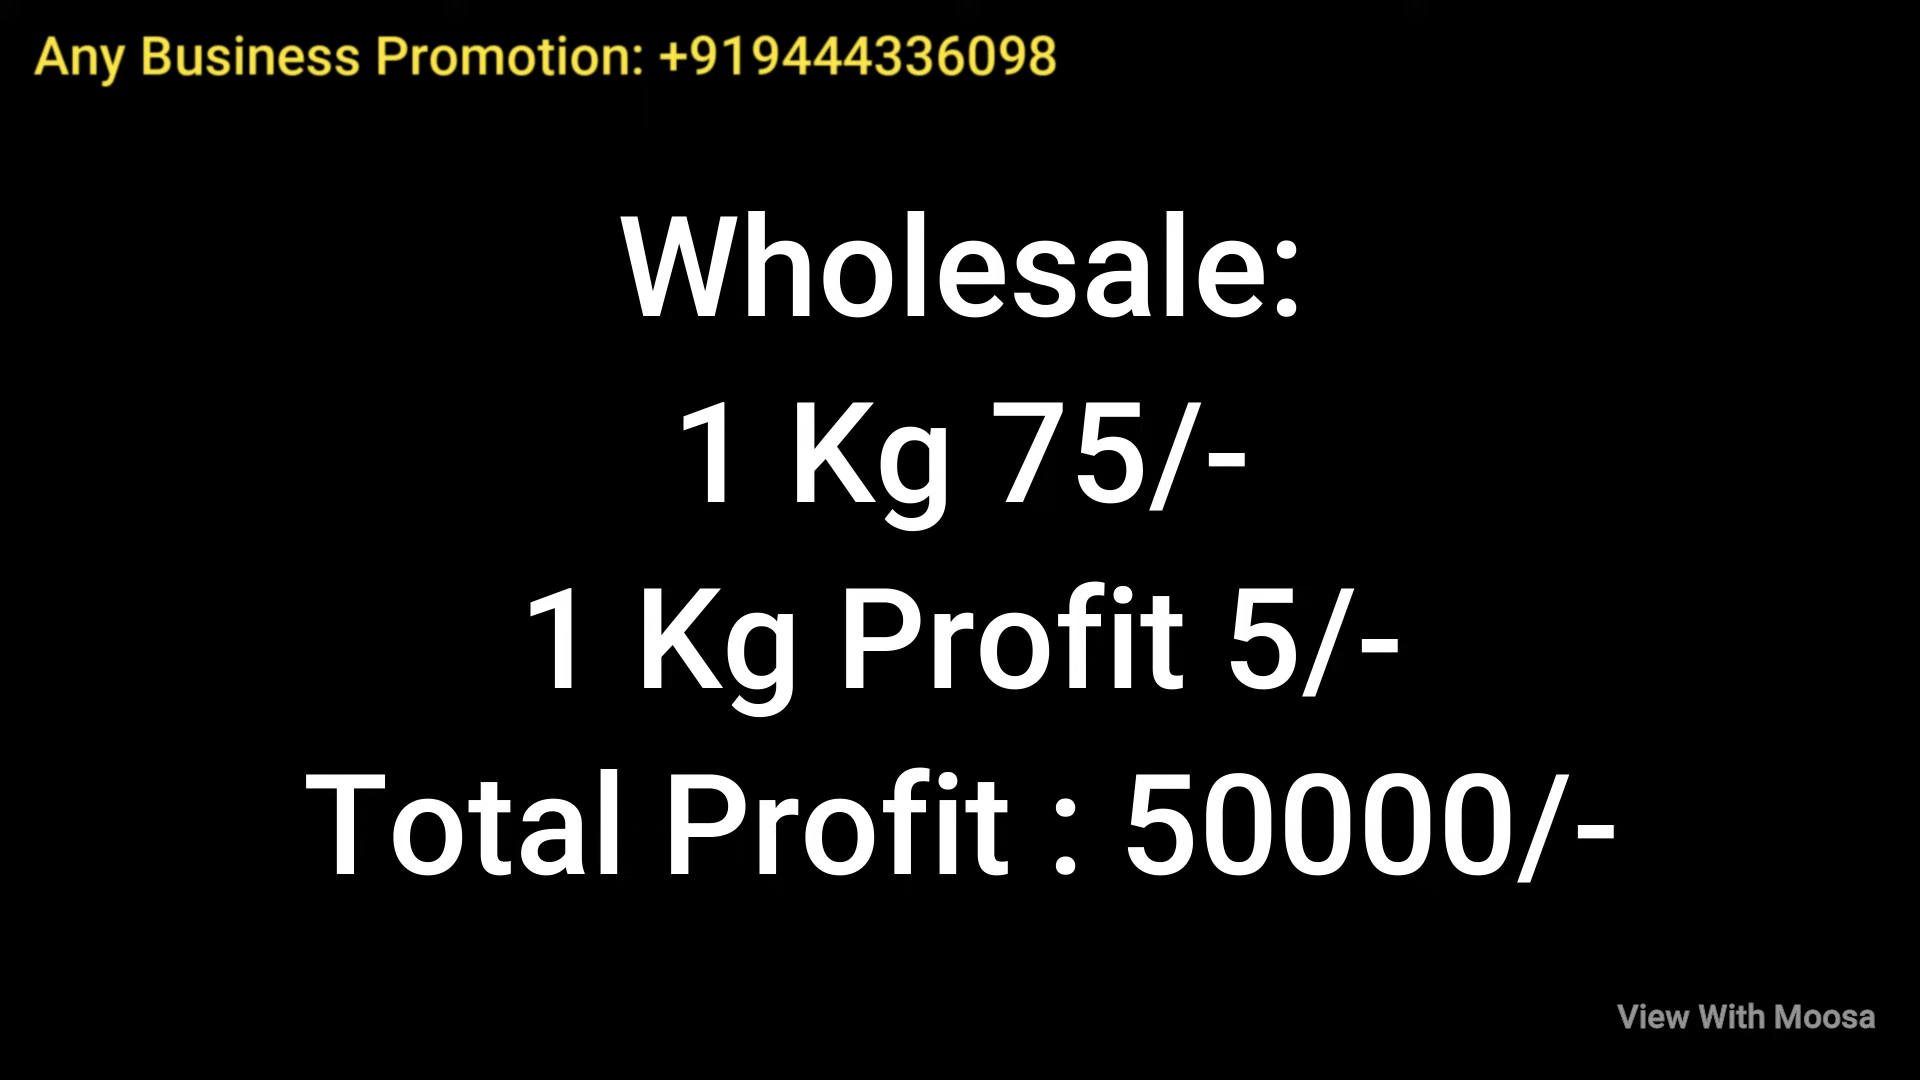 Any Business Promotion: +919444336098
Wholesale:
1 Kg 75/-
1 Kg Profit 5/-
Total Profit : 50000/-
View With Moosa